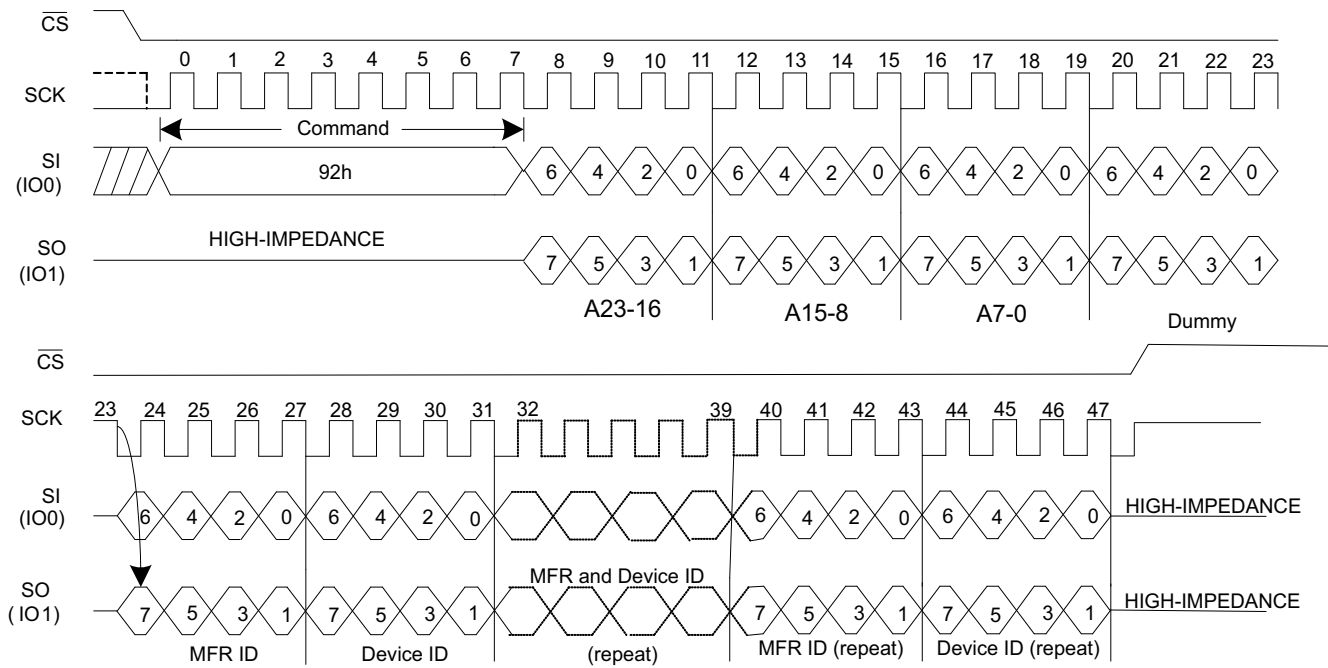 CS
0 1 2 3 4 5 6 7 8 9 10 11 12 13 14 15 16 17 18 19 20 21 22 23
SCK
Command
SI
(IO0)
92h
6 4 2 0 6 4 2 0 6 4 2 0 6 4 2 0
SO
(IO1)
HIGH-IMPEDANCE
7 5 3 1 7 5 3 1 7 5 3 1 7 5 3 1
A23-16 A15-8 A7-0 Dummy
CS
SCK
23 24 25 26 27 28 29 30 31 32 39 40 41 42 43 44 45 46 47
SI
(IO0)
6 4 2 0 6 4 2 0 6 4 2 0 6 4 2 0
HIGH-IMPEDANCE
MFR and Device ID
SO
(IO1)
7 5 3 1 7 5 3 1 7 5 3 1 7 5 3 1
HIGH-IMPEDANCE
MFR ID Device ID (repeat) MFR ID (repeat) Device ID (repeat)